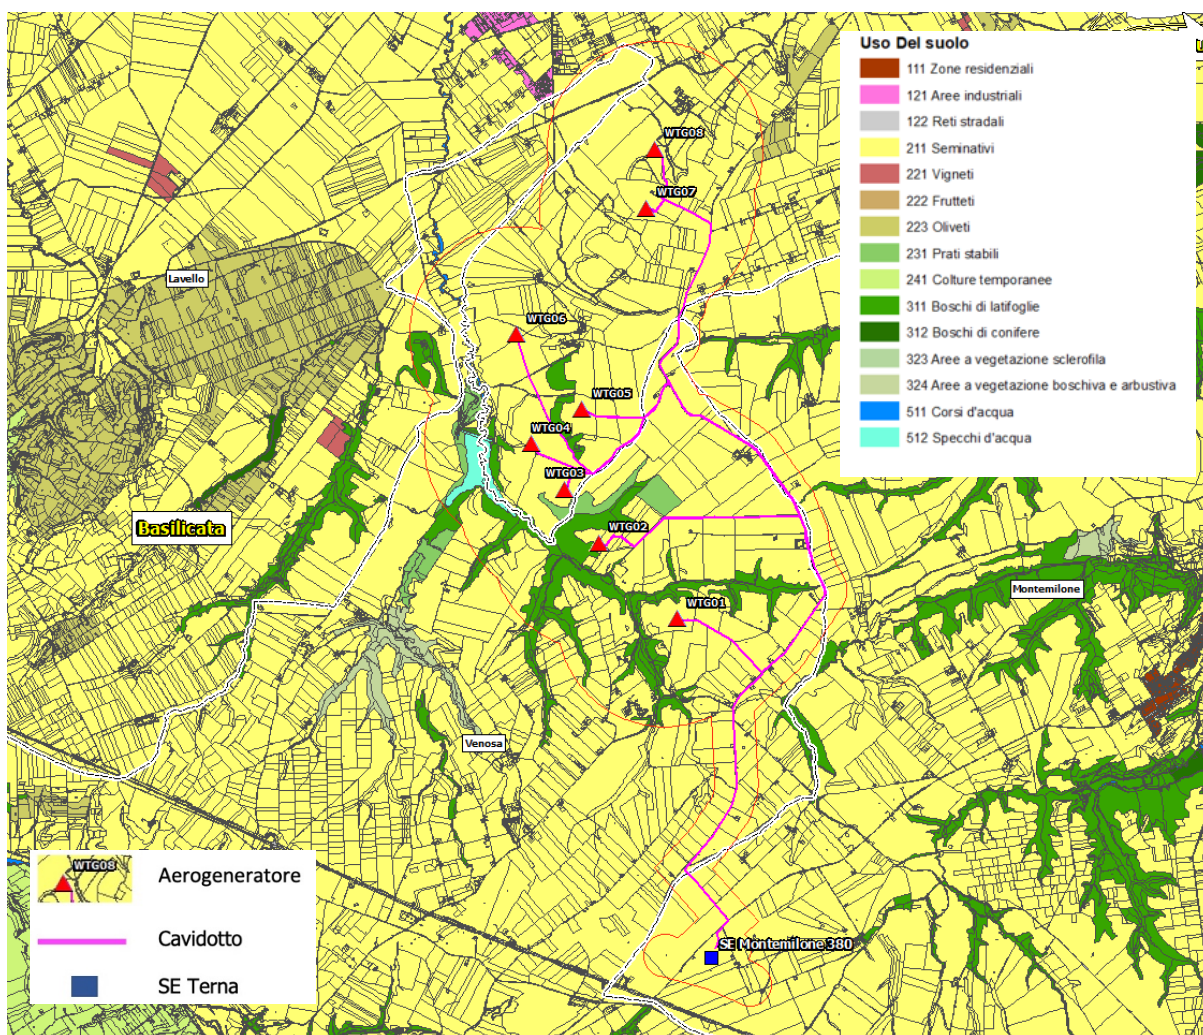 Uso Del suolo
111 Zone residenziali
121 Aree industriali
122 Reti stradali
211 Seminativi
221 Vigneti
222 Frutteti
223 Oliveti
231 Prati stabili
241 Colture temporanee
311 Boschi di latifoglie
312 Boschi di conifere
323 Aree a vegetazione sclerofila
324 Aree a vegetazione boschiva e arbustiva
511 Corsi d'acqua
512 Specchi d'acqua
WTG08
WTG07
Lavello
WTG06
WTG05
WTG04
WTG03
Basilicata
WTG02
Montemilone
WTG01
Venosa
SE Montemilone 380
WTG08
Aerogeneratore
Cavidotto
SE Terna